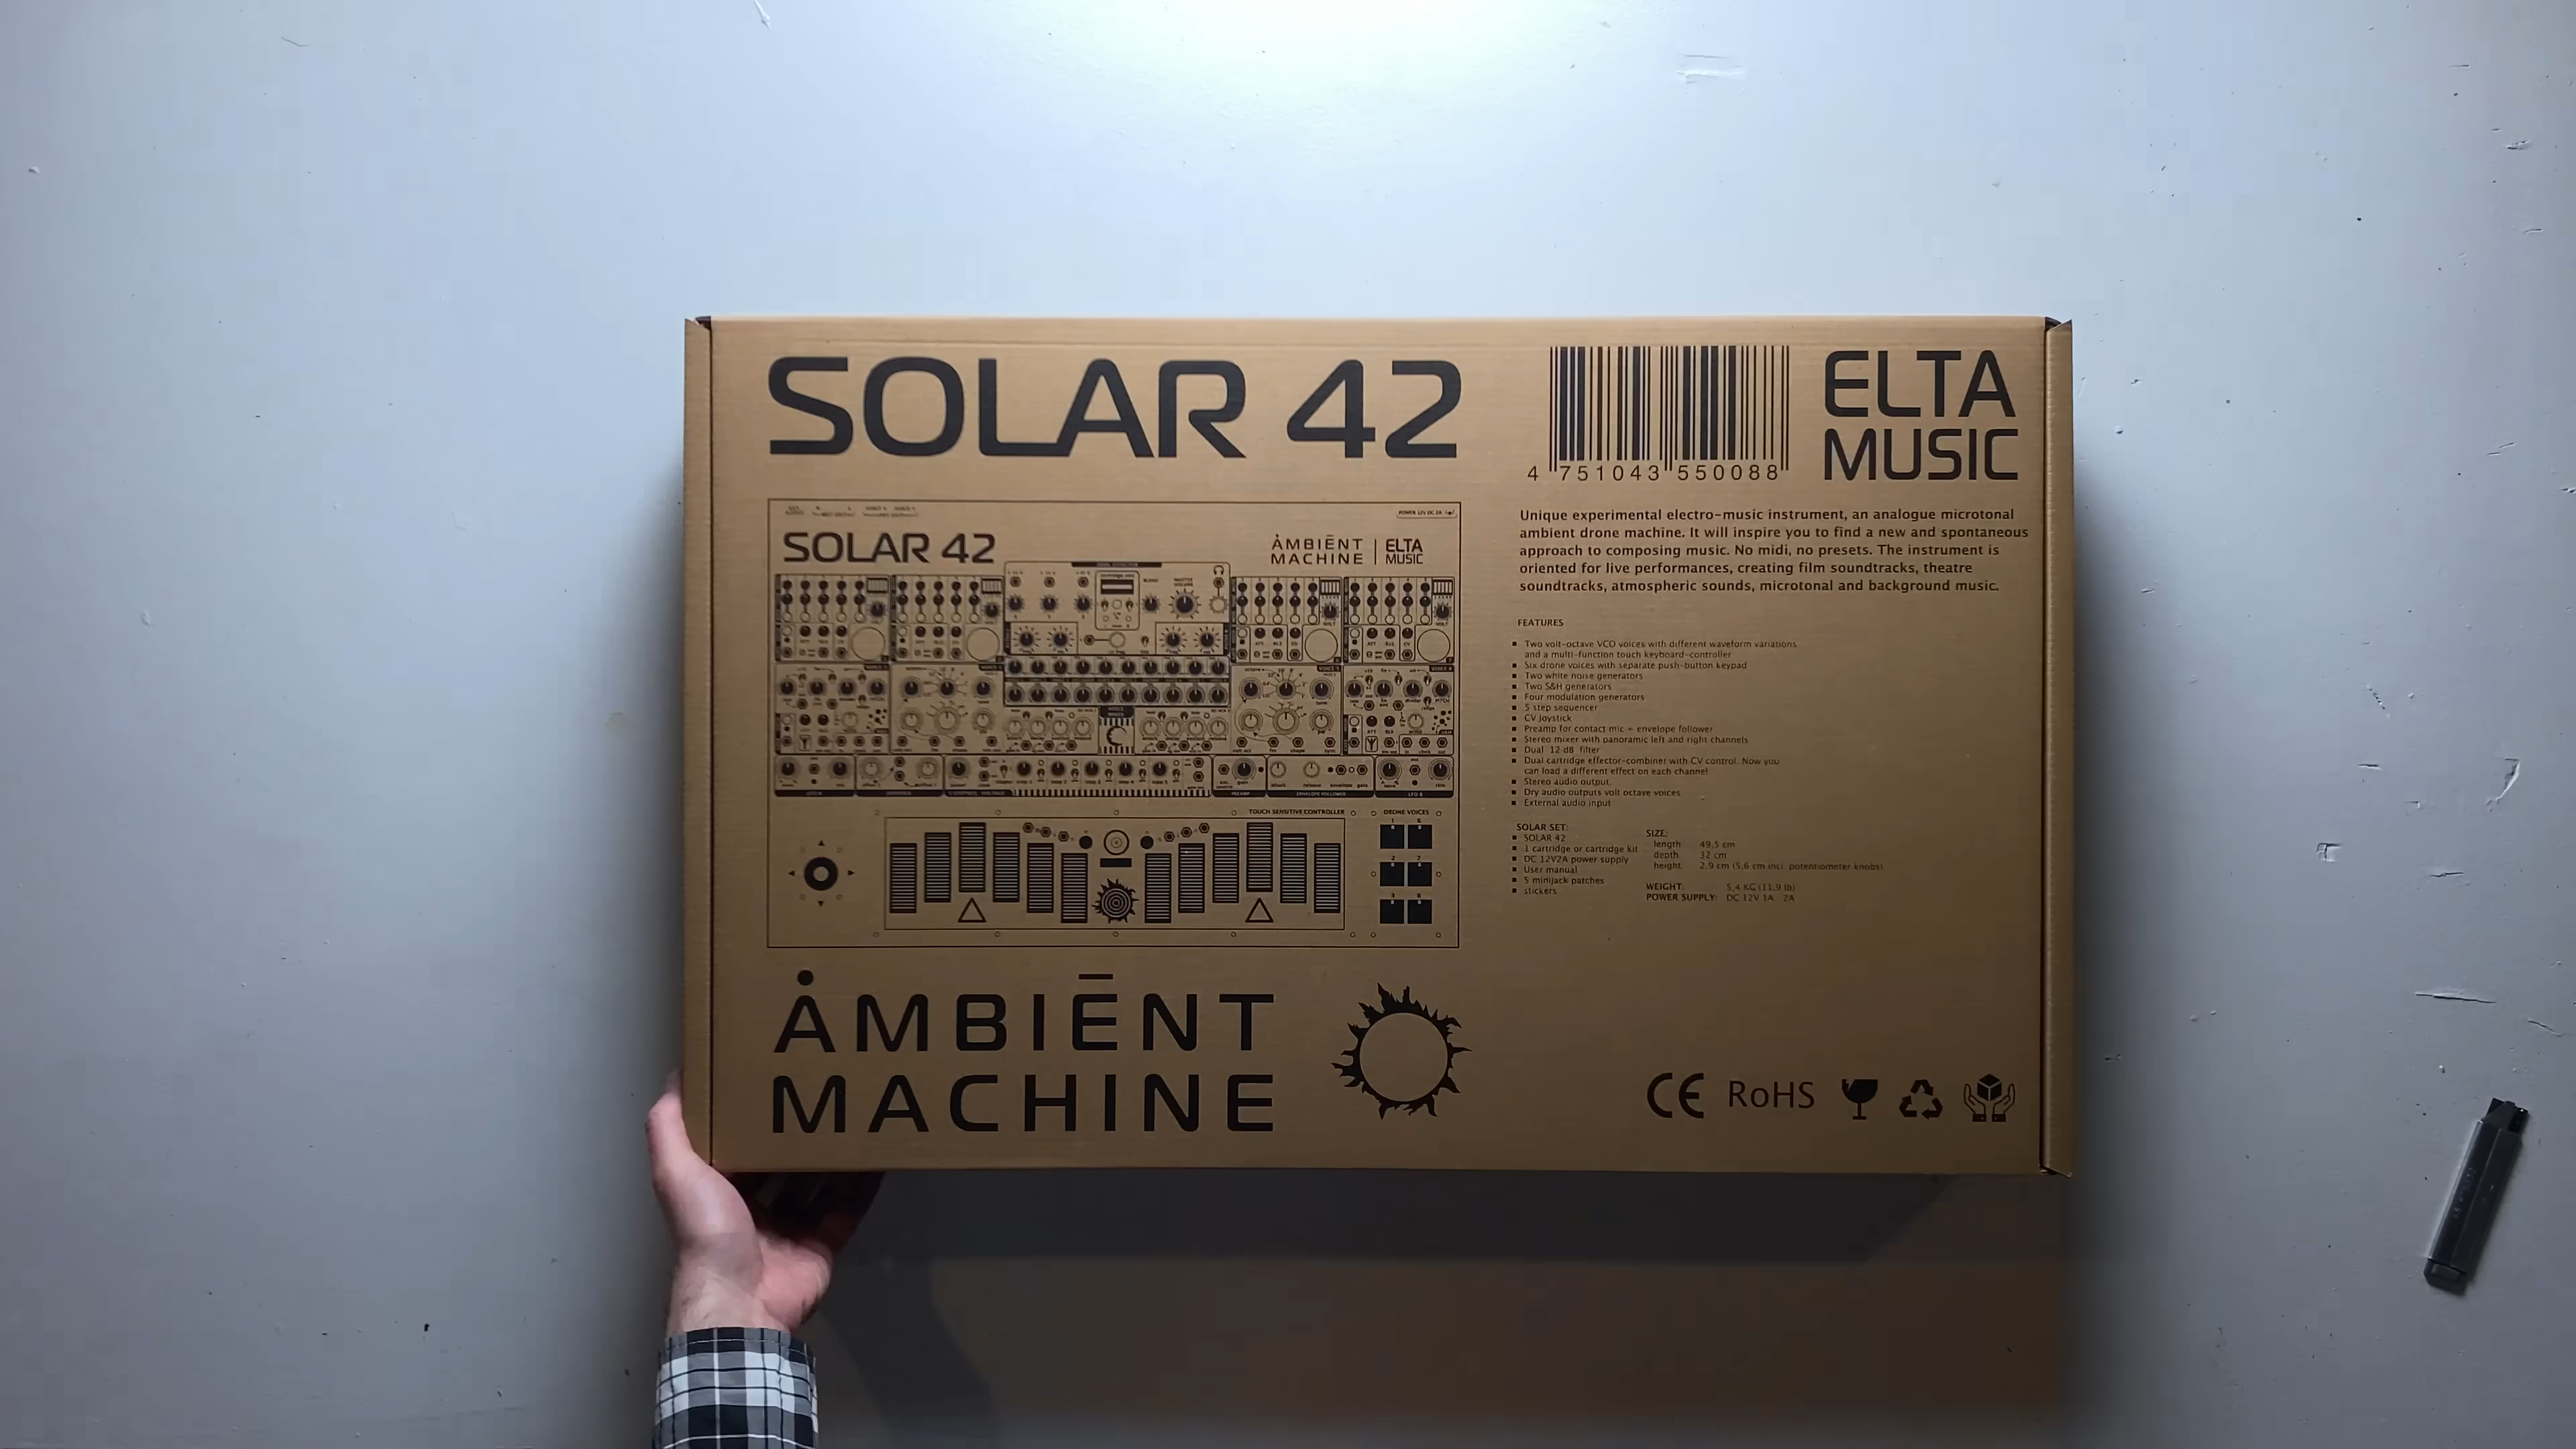 SOLAR 42
4 751043 550088
ELTA
MUSIC
POWER 12V DC 2A
SOLAR 42
ÅMBIĒNT
MACHINE
ELTA
MUSIC
TOUCH SENSITIVE CONTROLLER
DRONE VOICES
Unique experimental electro-music instrument, an analogue microtonal
ambient drone machine. It will inspire you to find a new and spontaneous
approach to composing music. No midi, no presets. The instrument is
oriented for live performances, creating film soundtracks, theatre
soundtracks, atmospheric sounds, microtonal and background music.
FEATURES
Two volt-octave VCO voices with different waveform variations
and a multi-function touch keyboard-controller
Six drone voices with separate push-button keypad
Two white noise generators
Two S&H generators
Four modulation generators
5 step sequencer
CV Joystick
Preamp for contact mic + envelope follower
Stereo mixer with panoramic left and right channels
Dual 12 dB filter
Dual cartridge effector-combiner with CV control. Now you
can load a different effect on each channel
Stereo audio output.
Dry audio outputs volt octave voices
External audio input
SOLAR SET:
SOLAR 42
1 cartridge or cartridge kit
DC 12V2A power supply
User manual
5 minijack patches
stickers
SIZE:
length 49,5 cm
depth 32 cm
height 2,9 cm (5,6 cm incl. potentiometer knobs)
WEIGHT: 5,4 KG (11,9 lb)
POWER SUPPLY: DC 12V 1A 2A
ÅMBIĒNT
MACHINE
CE RoHS